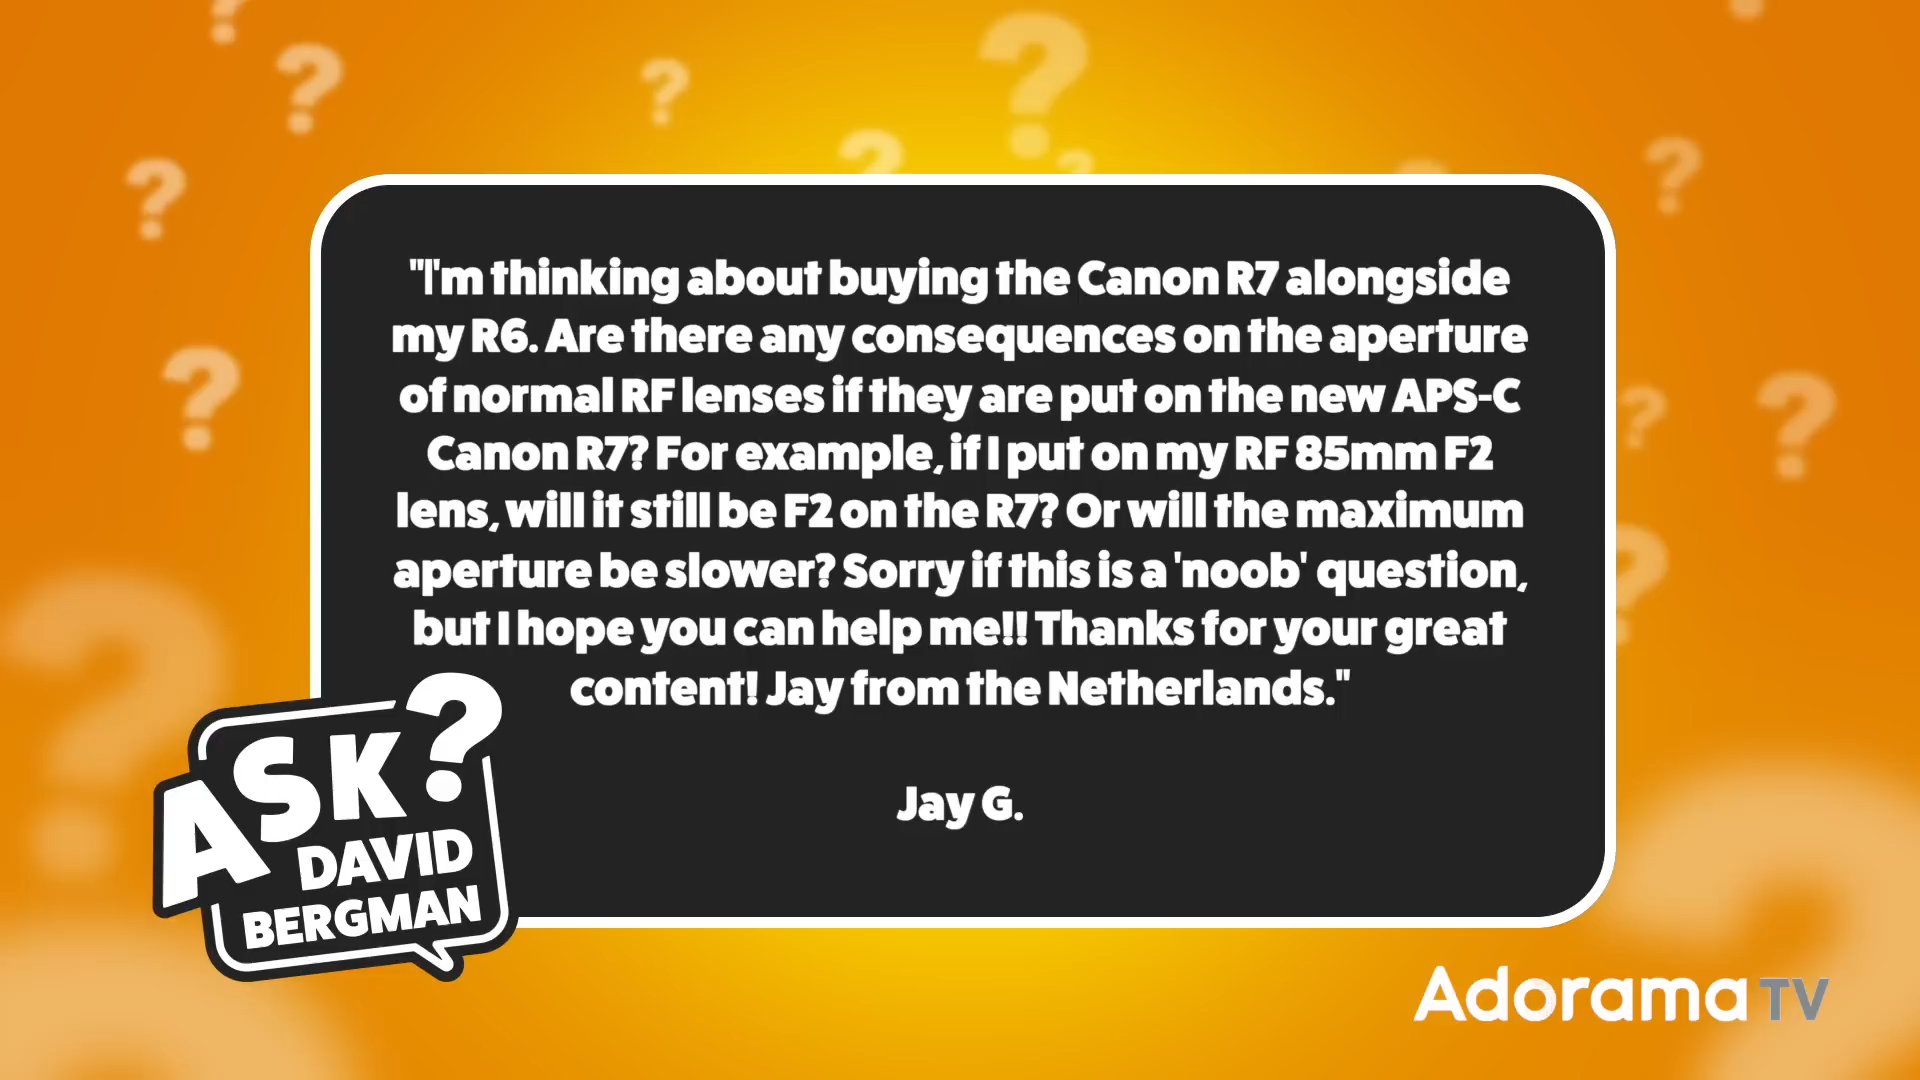 "I'm thinking about buying the Canon R7 alongside
my R6. Are there any consequences on the aperture
of normal RF lenses if they are put on the new APS-C
Canon R7? For example, if I put on my RF 85mm F2
lens, will it still be F2 on the R7? Or will the maximum
aperture be slower? Sorry if this is a 'noob' question,
but I hope you can help me!! Thanks for your great
content! Jay from the Netherlands."
Jay G.
ASK?
DAVID
BERGMAN
Adorama TV